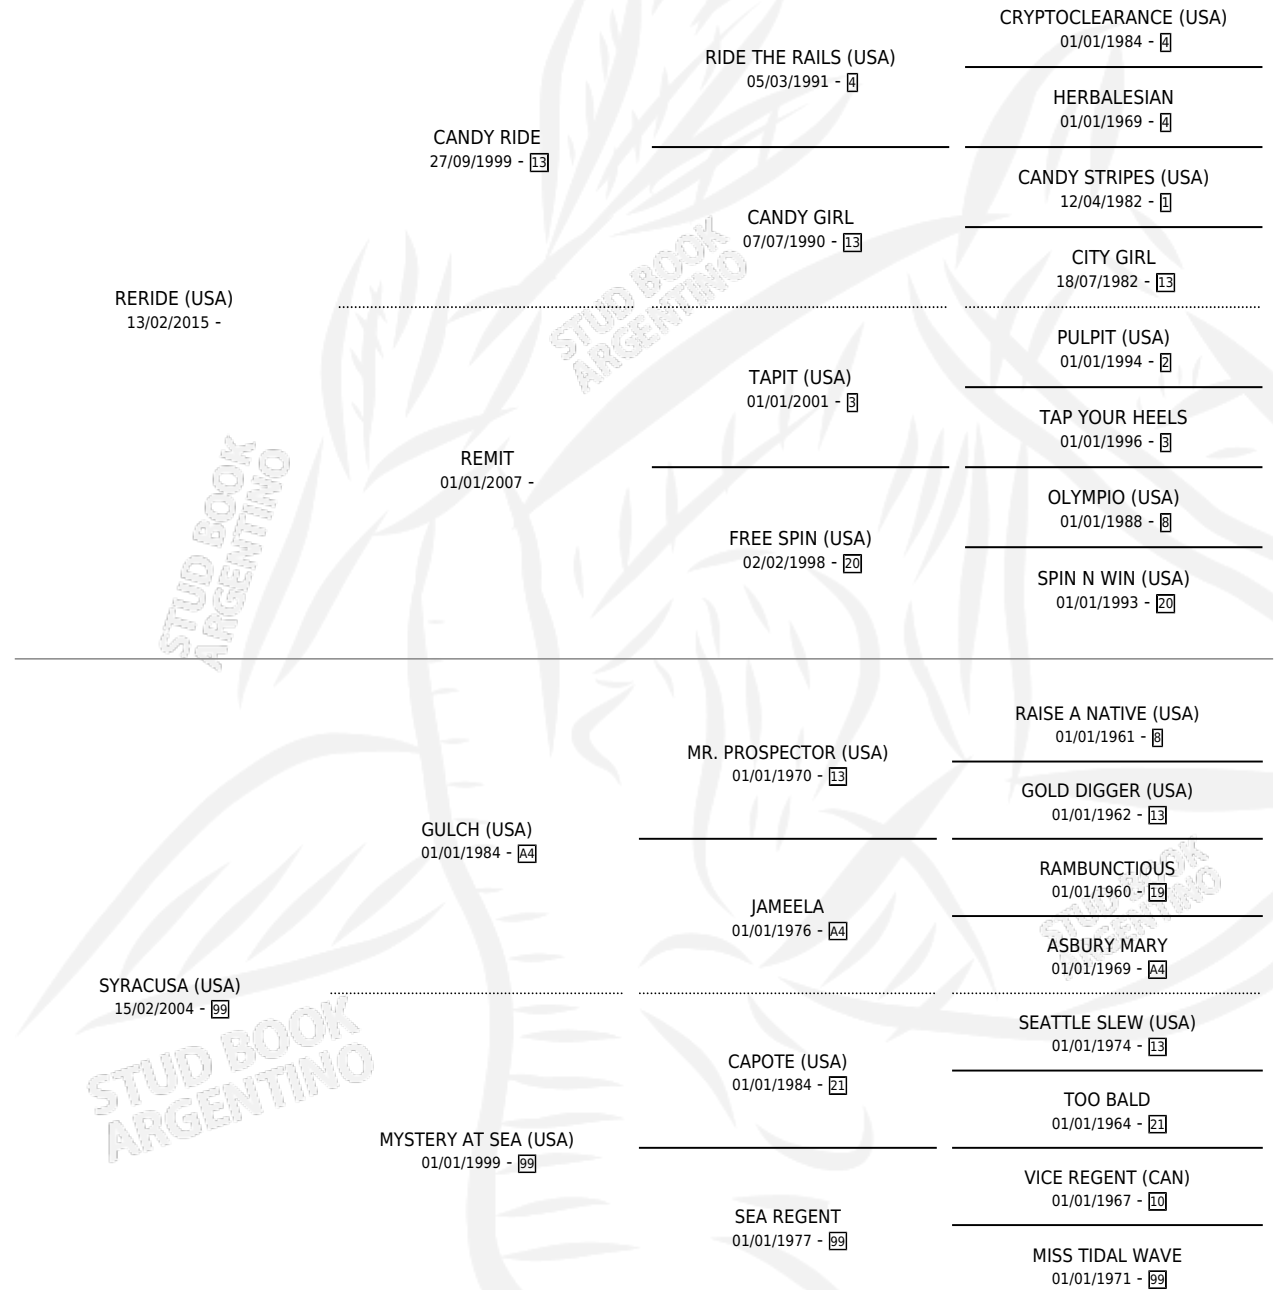 CRYPTOCLEARANCE (USA)
01/01/1984 - 4
RIDE THE RAILS (USA)
05/03/1991 - 4
HERBALESIAN
01/01/1969 - 4
CANDY RIDE
27/09/1999 - 13
CANDY STRIPES (USA)
12/04/1982 - 1
CANDY GIRL
07/07/1990 - 13
CITY GIRL
18/07/1982 - 13
RERIDE (USA)
13/02/2015 -
PULPIT (USA)
01/01/1994 - 2
TAPIT (USA)
01/01/2001 - 3
TAP YOUR HEELS
01/01/1996 - 3
REMIT
01/01/2007 -
OLYMPIO (USA)
01/01/1988 - 8
FREE SPIN (USA)
02/02/1998 - 20
SPIN N WIN (USA)
01/01/1993 - 20
RAISE A NATIVE (USA)
01/01/1961 - 8
MR. PROSPECTOR (USA)
01/01/1970 - 13
GOLD DIGGER (USA)
01/01/1962 - 13
GULCH (USA)
01/01/1984 - A4
RAMBUNCTIOUS
01/01/1960 - 19
JAMEELA
01/01/1976 - A4
ASBURY MARY
01/01/1969 - A4
SYRACUSA (USA)
15/02/2004 - 99
SEATTLE SLEW (USA)
01/01/1974 - 13
CAPOTE (USA)
01/01/1984 - 21
TOO BALD
01/01/1964 - 21
MYSTERY AT SEA (USA)
01/01/1999 - 99
VICE REGENT (CAN)
01/01/1967 - 10
SEA REGENT
01/01/1977 - 99
MISS TIDAL WAVE
01/01/1971 - 99
STUD BOOK
ARGENTINO
STUD BOOK
ARGENTINO
STUD BOOK
ARGENTINO
STUD BOOK
ARGENTINO